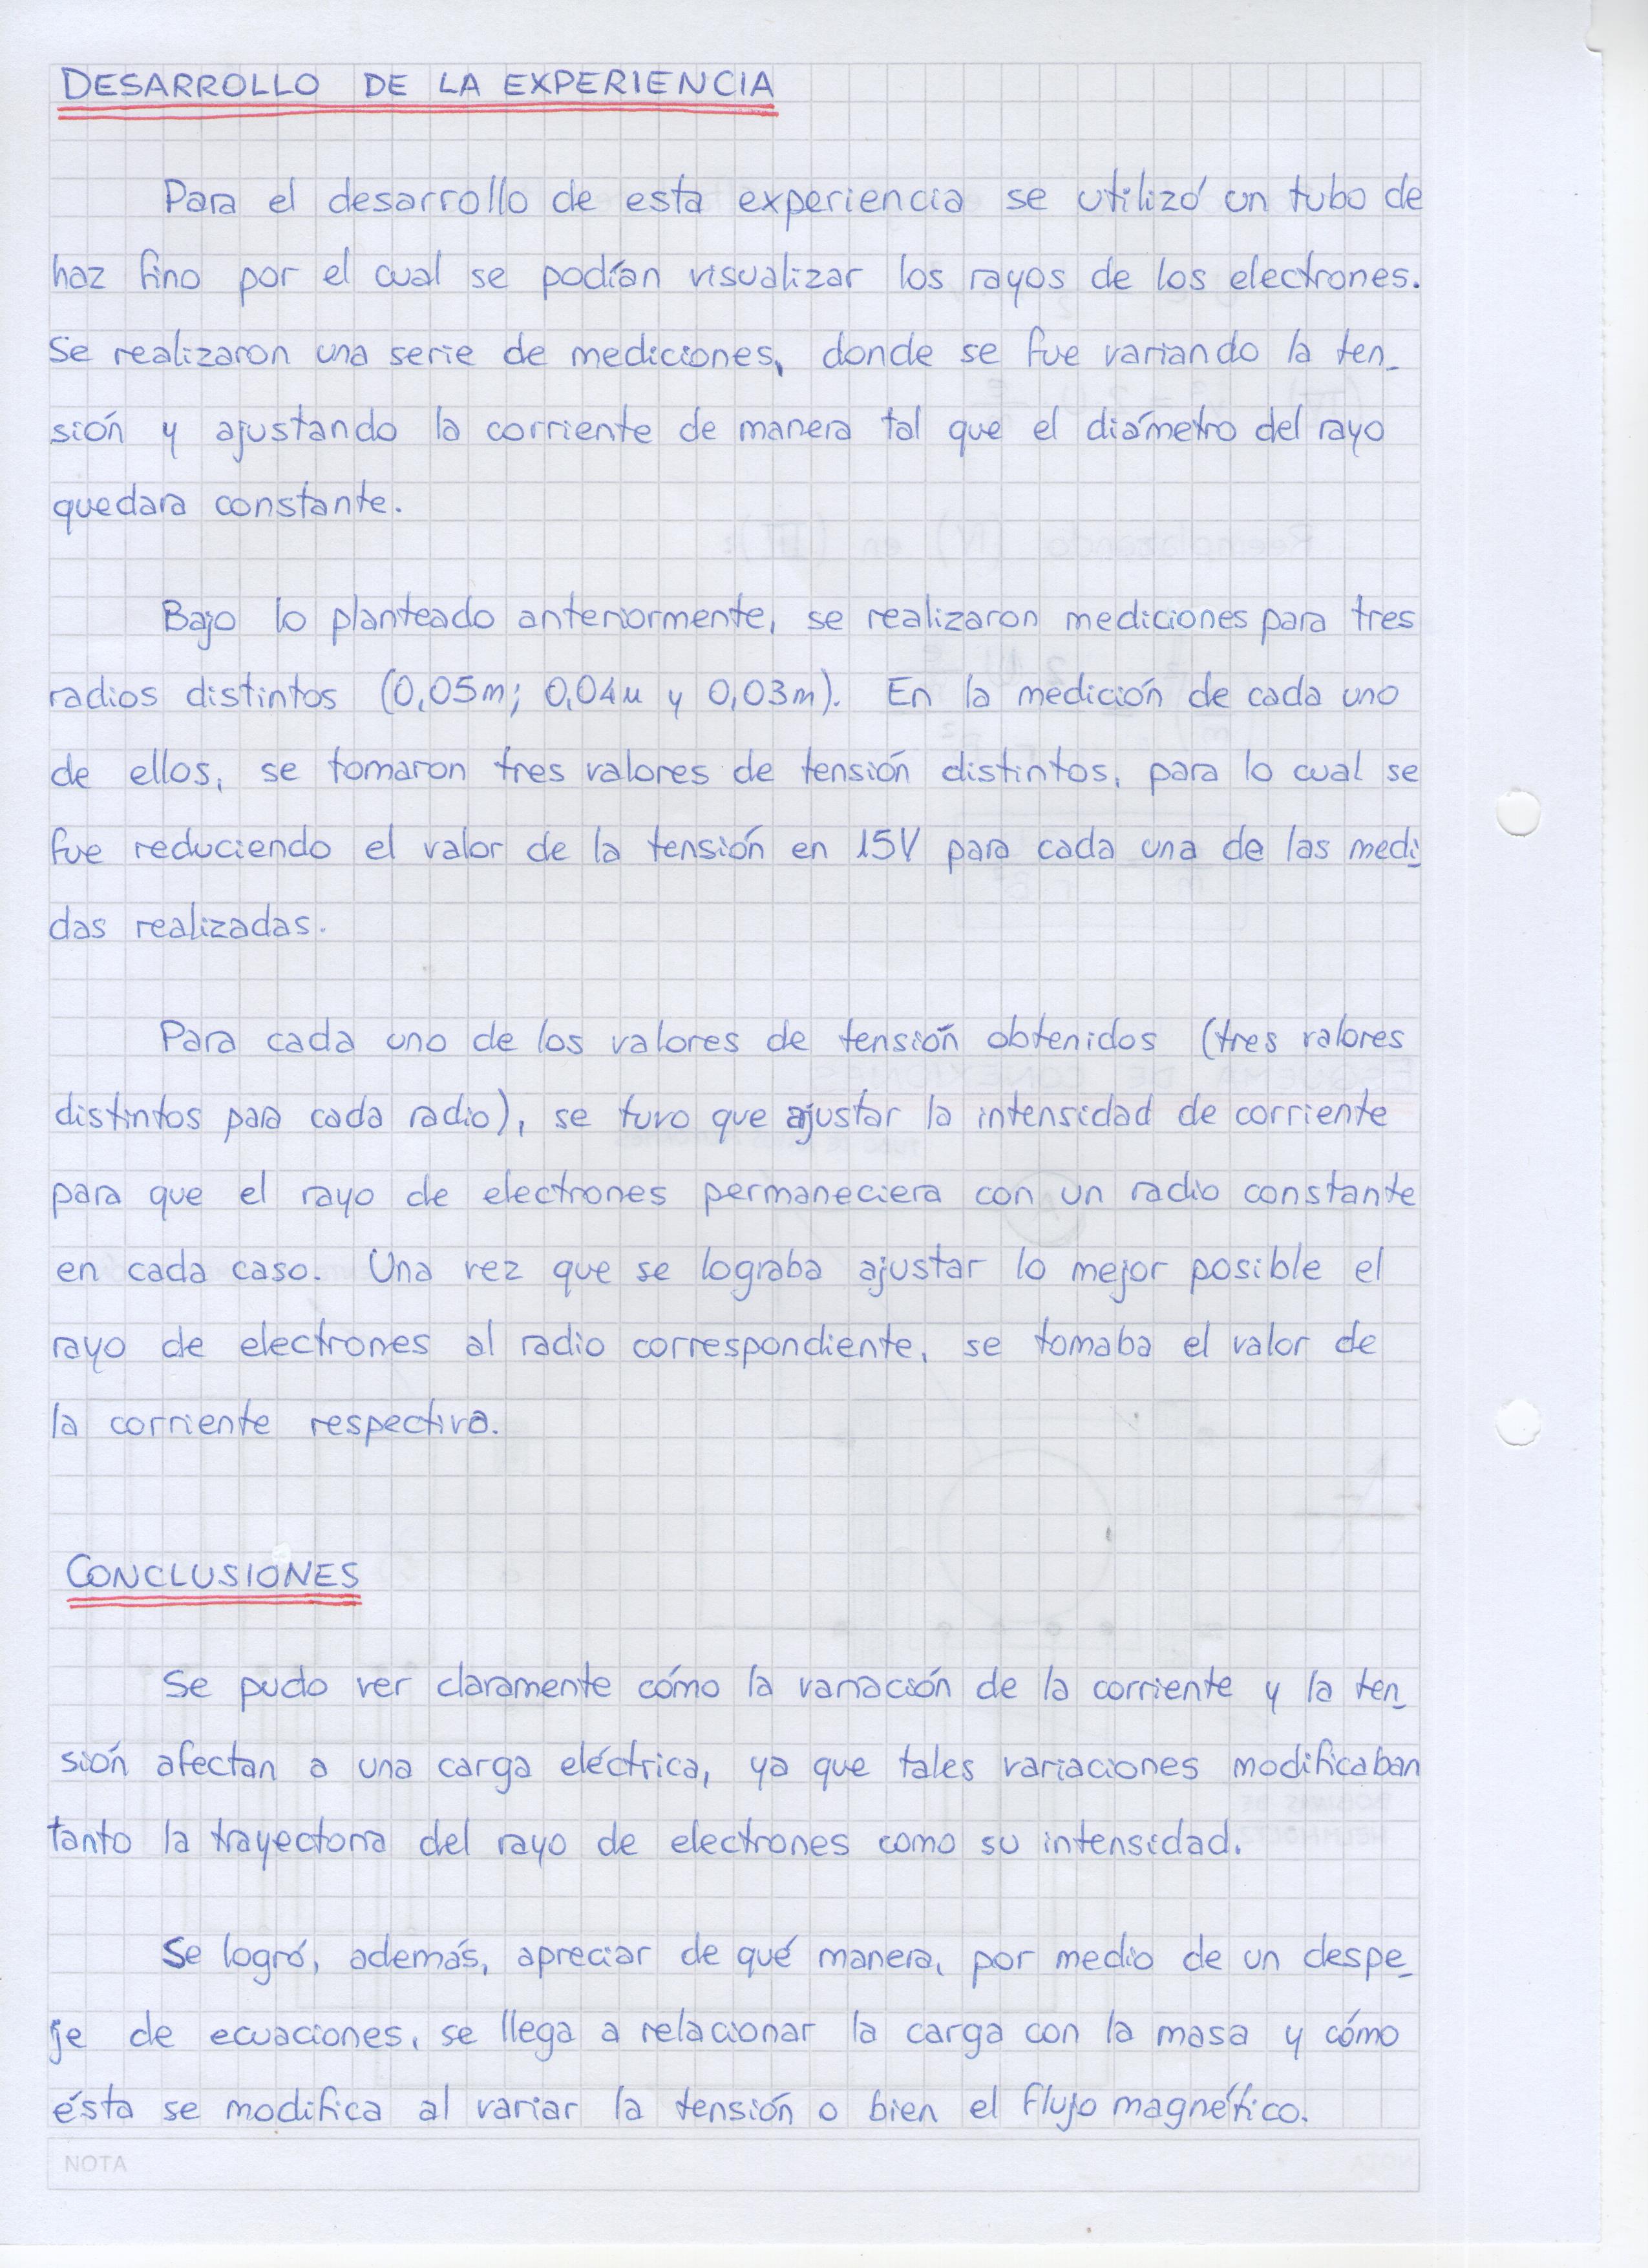 DESARROLLO DE LA EXPERIENCIA
Para el desarrollo de esta experiencia se utilizó un tubo de
haz fino por el cual se podían visualizar los rayos de los electrones.
Se realizaron una serie de mediciones, donde se fue variando la ten_
sión y ajustando la corriente de manera tal que el diámetro del rayo
quedara constante.
Bajo lo planteado anteriormente, se realizaron mediciones para tres
radios distintos (0,05m; 0,04m y 0,03m). En la medición de cada uno
de ellos, se tomaron tres valores de tensión distintos, para lo cual se
fue reduciendo el valor de la tensión en 15V para cada una de las medi_
das realizadas.
Para cada uno de los valores de tensión obtenidos (tres valores
distintos para cada radio), se tuvo que ajustar la intensidad de corriente
para que el rayo de electrones permaneciera con un radio constante
en cada caso. Una vez que se lograba ajustar lo mejor posible el
rayo de electrones al radio correspondiente, se tomaba el valor de
la corriente respectiva.
CONCLUSIONES
Se pudo ver claramente cómo la variación de la corriente y la ten_
sión afectan a una carga eléctrica, ya que tales variaciones modificaban
tanto la trayectoria del rayo de electrones como su intensidad.
Se logró, además, apreciar de qué manera, por medio de un despe_
je de ecuaciones, se llega a relacionar la carga con la masa y cómo
ésta se modifica al variar la tensión o bien el flujo magnético.
NOTA